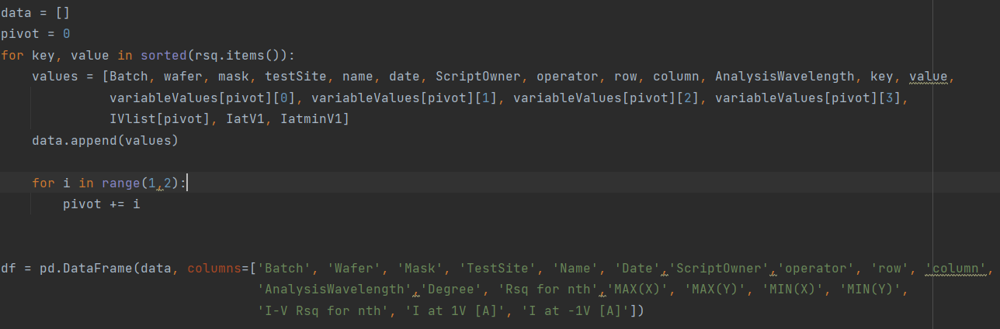 data = []
pivot = 0
for key, value in sorted(rsq.items()):
    values = [Batch, wafer, mask, testSite, name, date, ScriptOwner, operator, row, column, AnalysisWavelength, key, value,
              variableValues[pivot][0], variableValues[pivot][1], variableValues[pivot][2], variableValues[pivot][3],
              IVlist[pivot], IatV1, IatminV1]
    data.append(values)
    for i in range(1,2):
        pivot += i
df = pd.DataFrame(data, columns=['Batch', 'Wafer', 'Mask', 'TestSite', 'Name', 'Date','ScriptOwner','operator', 'row', 'column',
                                 'AnalysisWavelength','Degree', 'Rsq for nth','MAX(X)', 'MAX(Y)', 'MIN(X)', 'MIN(Y)',
                                 'I-V Rsq for nth', 'I at 1V [A]', 'I at -1V [A]'])